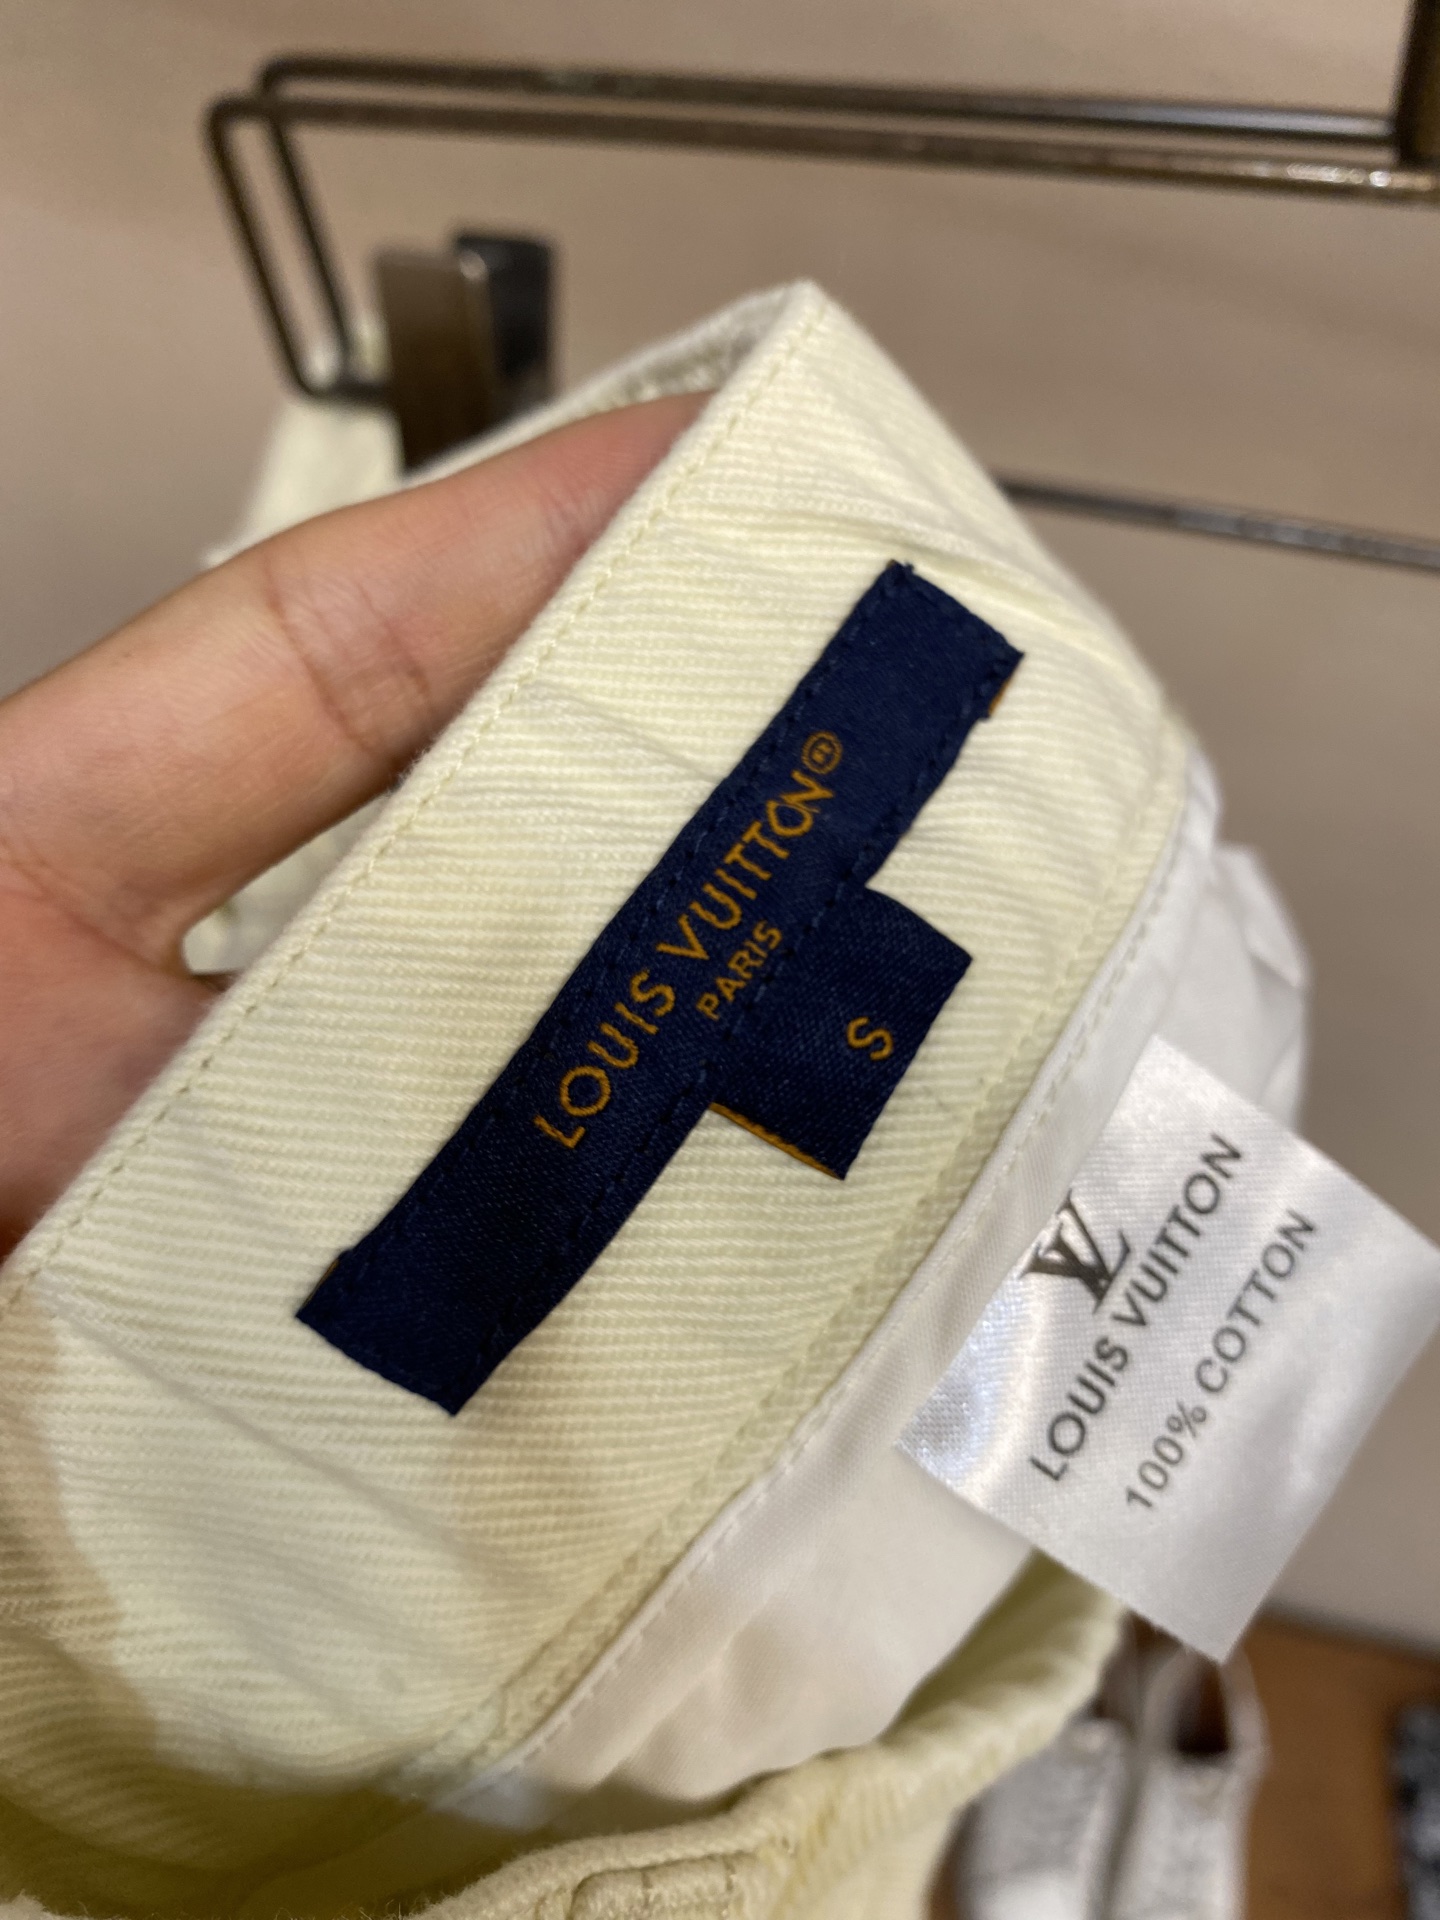 LOUIS VUITTON®
PARIS
S
LV
LOUIS VUITTON
100% COTTON